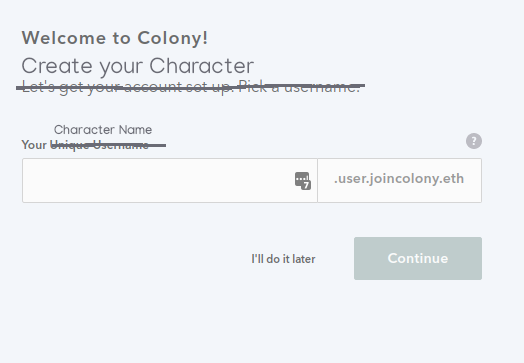 Welcome to Colony!
Create your Character
Let's get your account set up. Pick a username.
Character Name
Your Unique Username
?
7
.user.joincolony.eth
I'll do it later
Continue